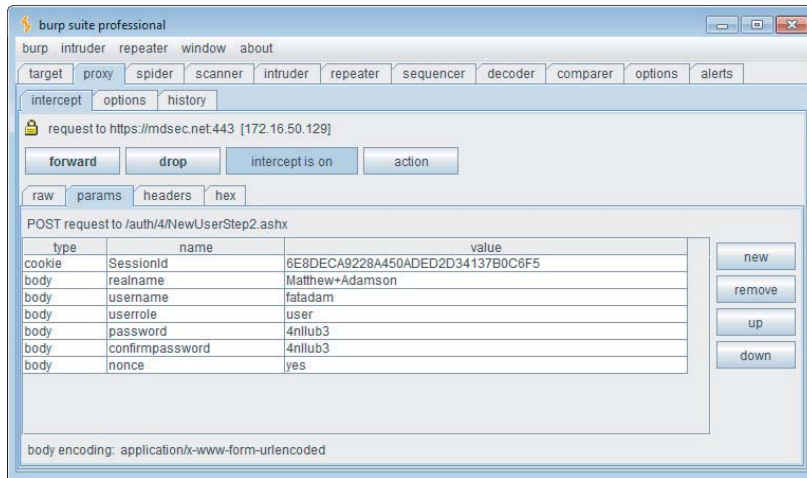 burp suite professional
burp intruder repeater window about
target proxy spider scanner intruder repeater sequencer decoder comparer options alerts
intercept options history
request to https://mdsec.net:443 [172.16.50.129]
forward drop intercept is on action
raw params headers hex
POST request to /auth/4/NewUserStep2.ashx
type name value
cookie SessionId 6E8DECA9228A450ADED2D34137B0C6F5
body realname Matthew+Adamson
body username fatadam
body userrole user
body password 4nllub3
body confirmpassword 4nllub3
body nonce yes
new
remove
up
down
body encoding: application/x-www-form-urlencoded